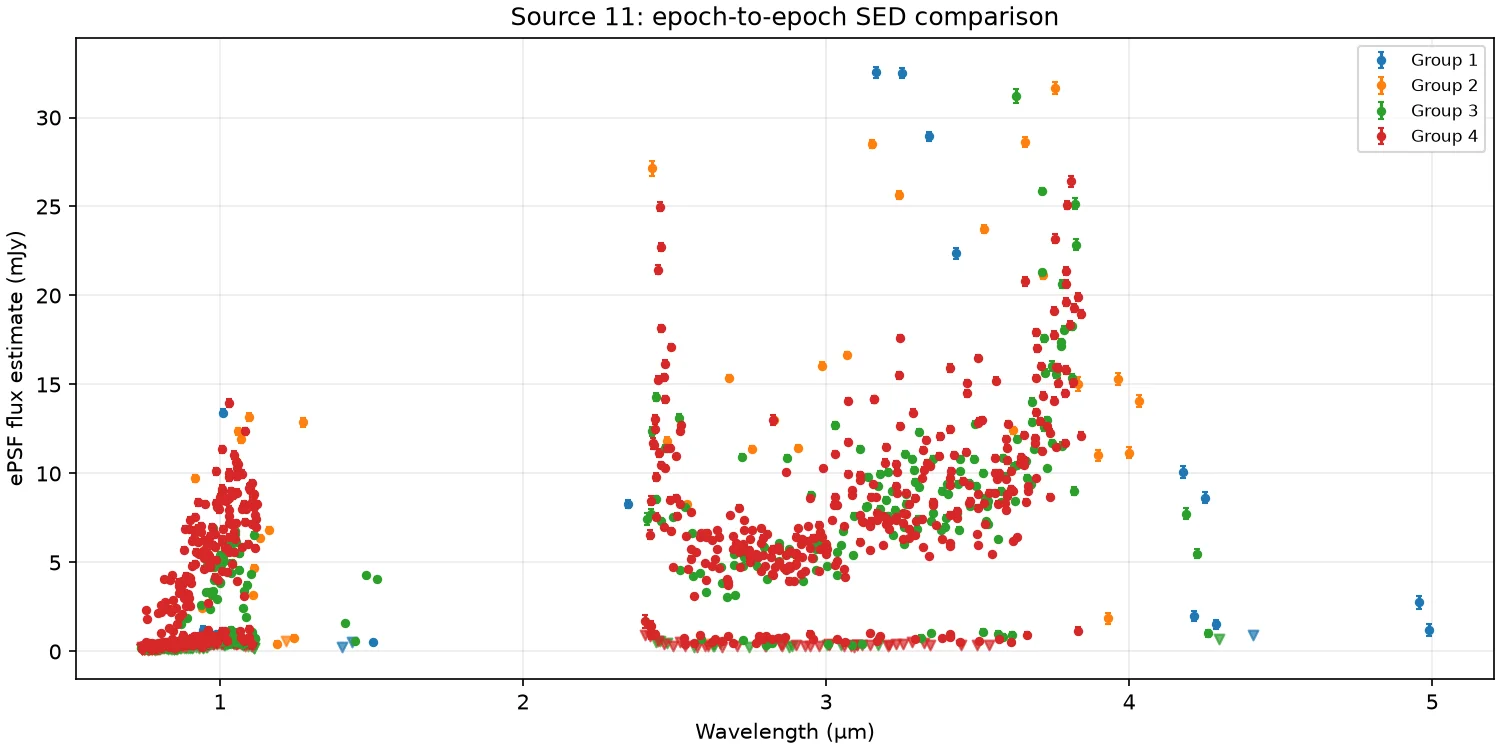 Source 11: epoch-to-epoch SED comparison
ePSF flux estimate (mJy)
30
25
20
15
10
5
0
1
2
3
4
5
Wavelength (μm)
Group 1
Group 2
Group 3
Group 4